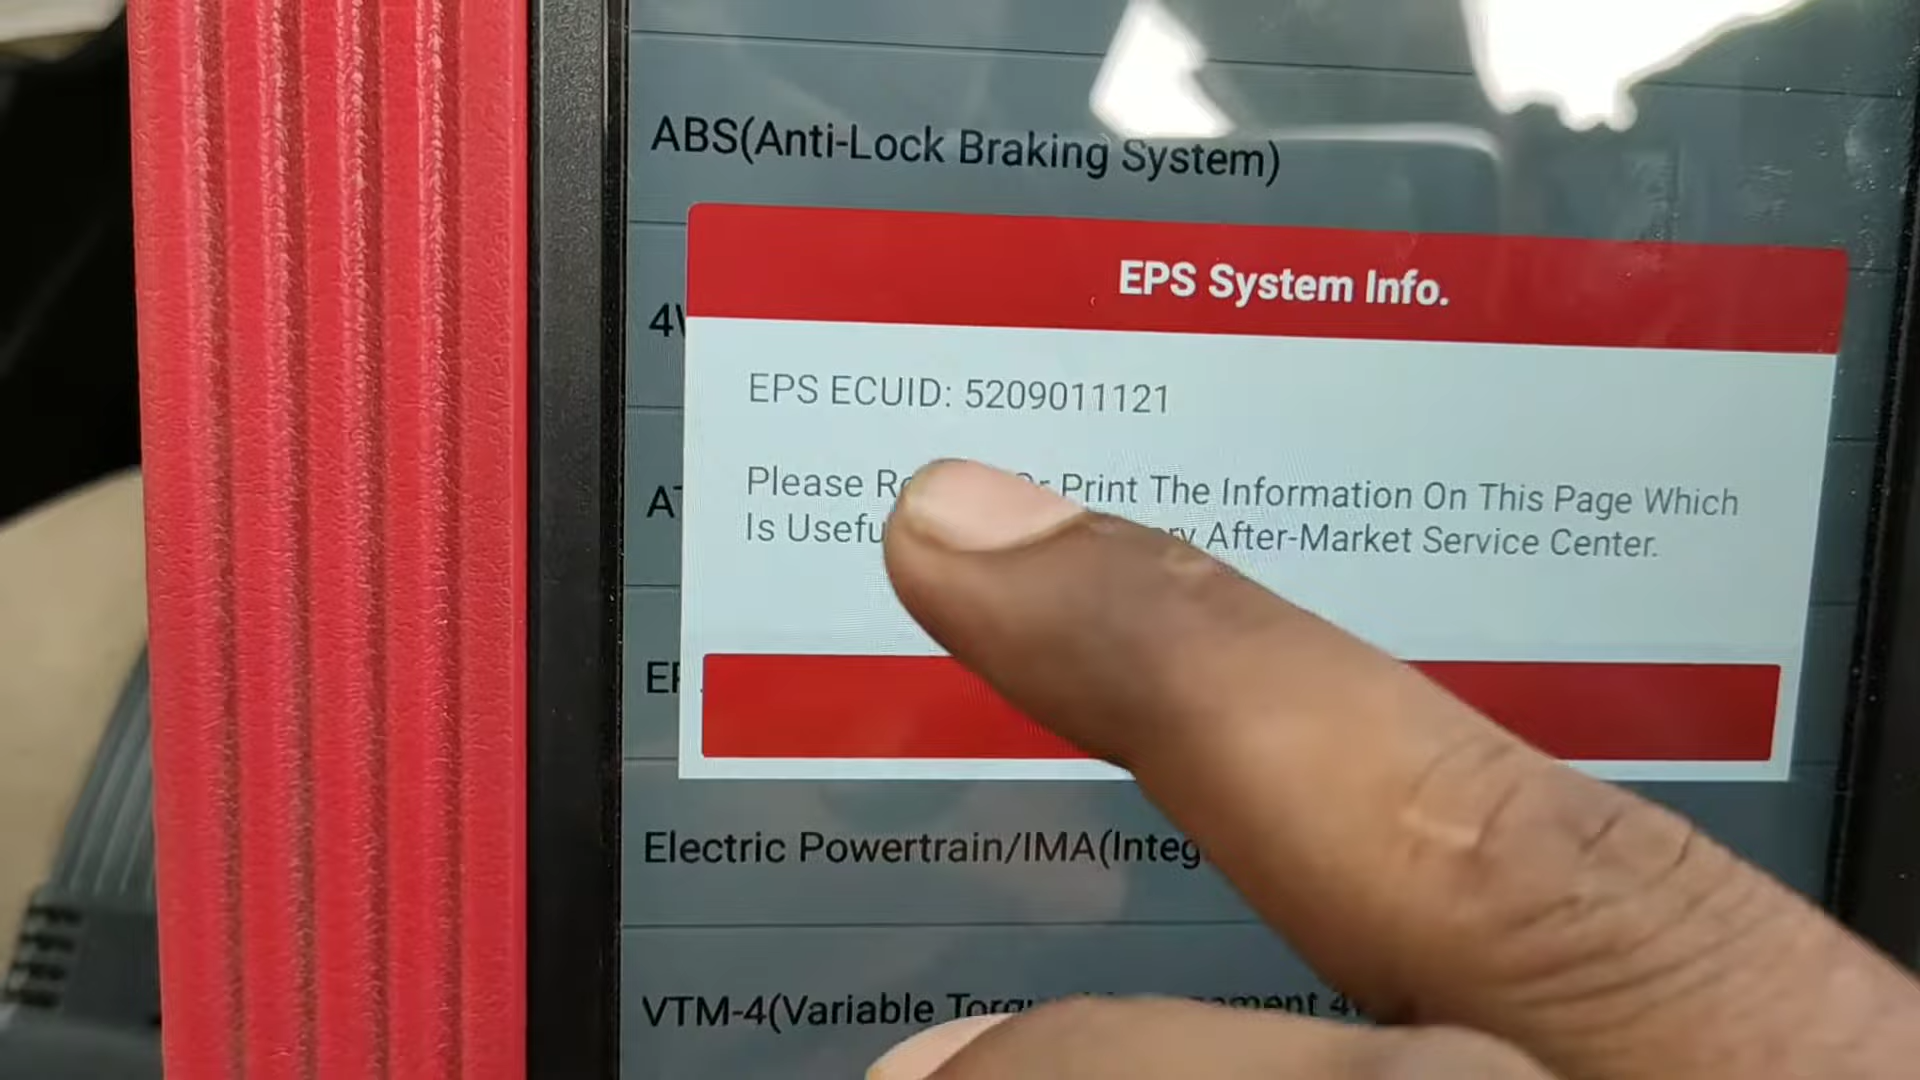 ABS(Anti-Lock Braking System)
EPS System Info.
EPS ECUID: 5209011121
Please Print The Information On This Page Which
Is After-Market Service Center.
Electric Powertrain/IMA(Integ
VTM-4(Variable